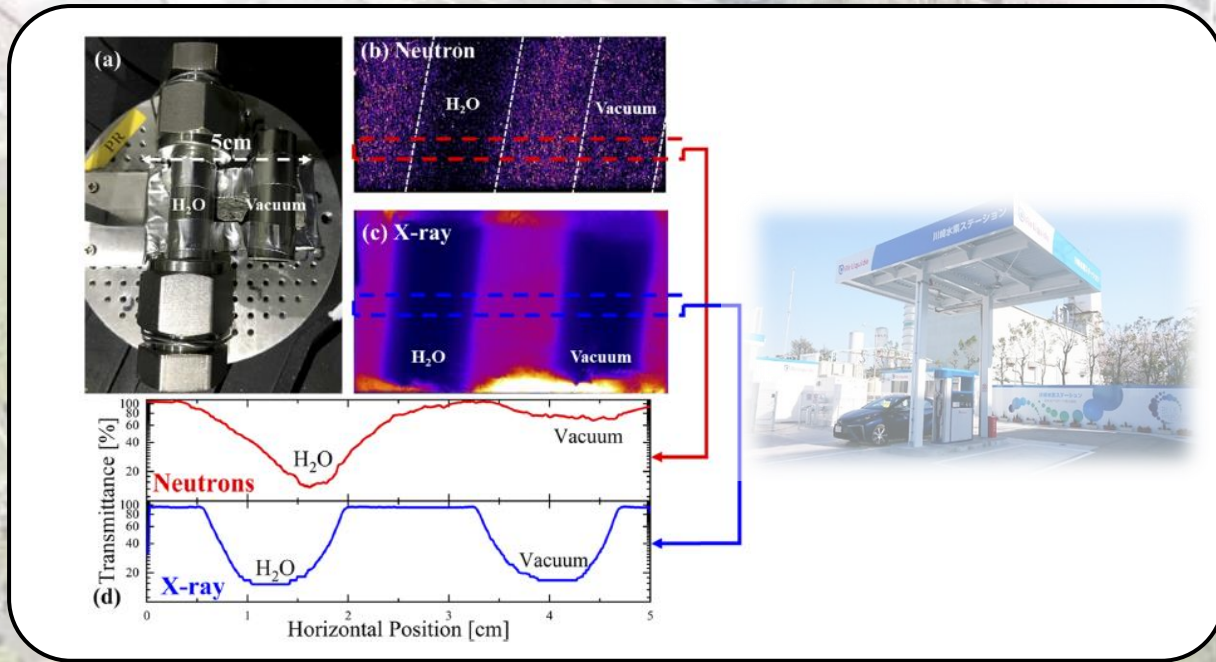 (a)
PR
5cm
H₂O
Vacuum
(b) Neutron
H₂O
Vacuum
(c) X-ray
H₂O
Vacuum
Transmittance [%]
100
80
40
20
H₂O
Vacuum
Neutrons
100
80
40
20
H₂O
Vacuum
X-ray
(d)
0
1
2
3
4
5
Horizontal Position [cm]
川崎水素ステーション
Air Liquide